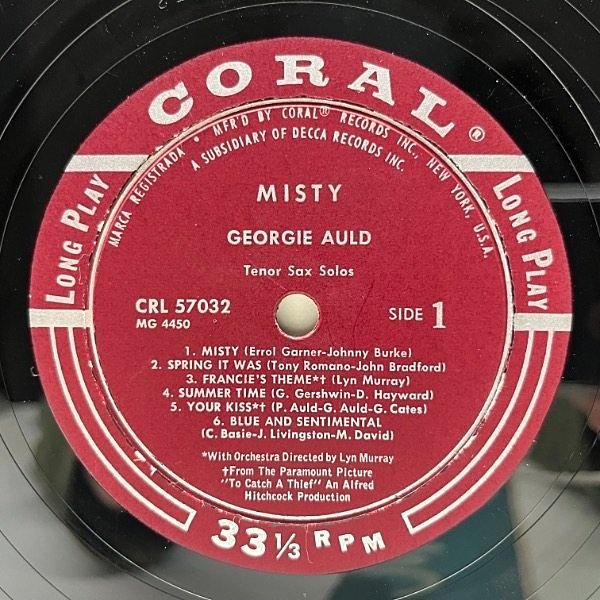 CORAL®
MARCA REGISTRADA • MFR'D BY CORAL® RECORDS INC., NEW YORK, U.S.A.
A SUBSIDIARY OF DECCA RECORDS INC.
LONG PLAY
LONG PLAY
MISTY
GEORGIE AULD
Tenor Sax Solos
CRL 57032
MG 4450
SIDE 1
1. MISTY (Errol Garner-Johnny Burke)
2. SPRING IT WAS (Tony Romano-John Bradford)
3. FRANCIE'S THEME*† (Lyn Murray)
4. SUMMER TIME (G. Gershwin-D. Hayward)
5. YOUR KISS*† (P. Auld-G. Auld-G. Cates)
6. BLUE AND SENTIMENTAL
(C. Basie-J. Livingston-M. David)
*With Orchestra Directed by Lyn Murray
†From The Paramount Picture
"To Catch A Thief" An Alfred
Hitchcock Production
33 1/3 RPM